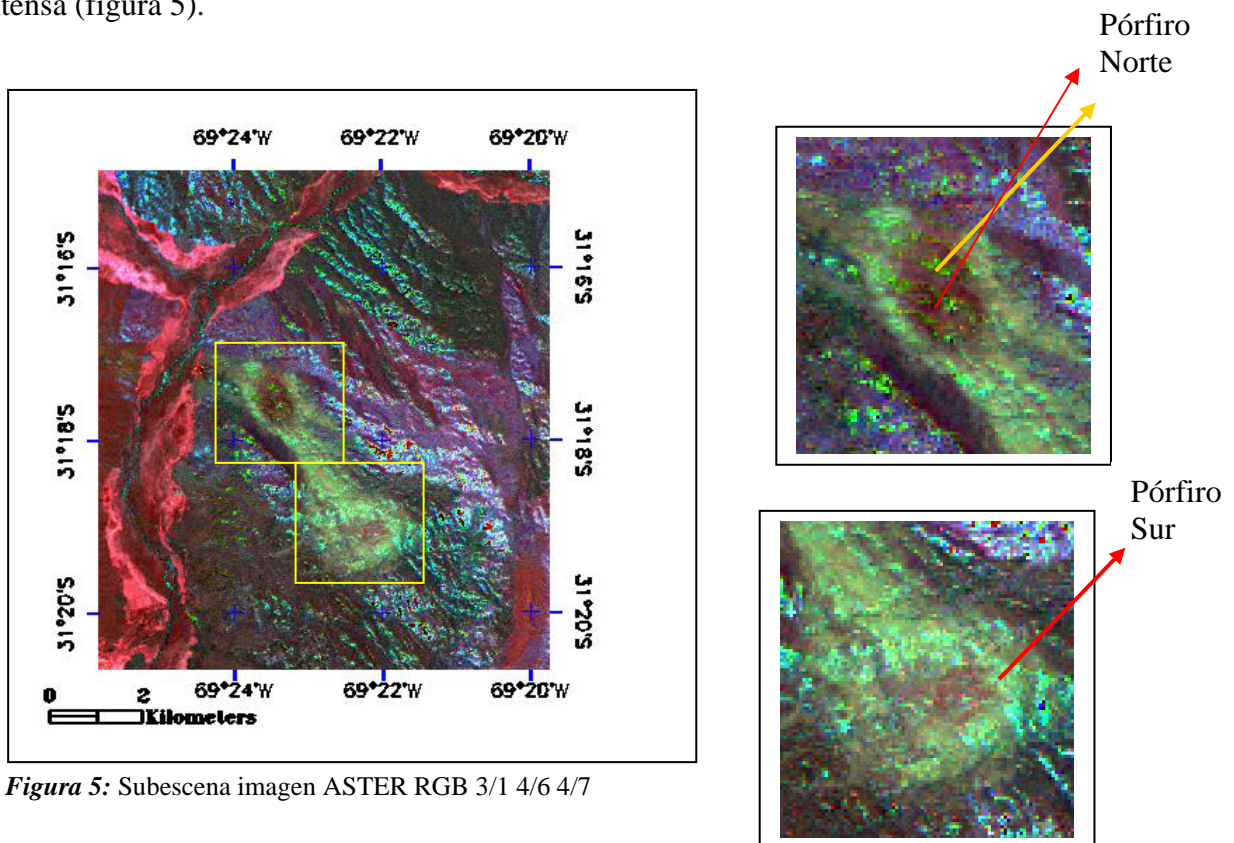 ntensa (figura 5).
Pórfiro
Norte
69°24'W 69°22'W 69°20'W
31°16'S
31°16'S
31°18'S
31°18'S
31°20'S
31°20'S
69°24'W 69°22'W 69°20'W
0 2
Kilometers
Pórfiro
Sur
Figura 5: Subescena imagen ASTER RGB 3/1 4/6 4/7